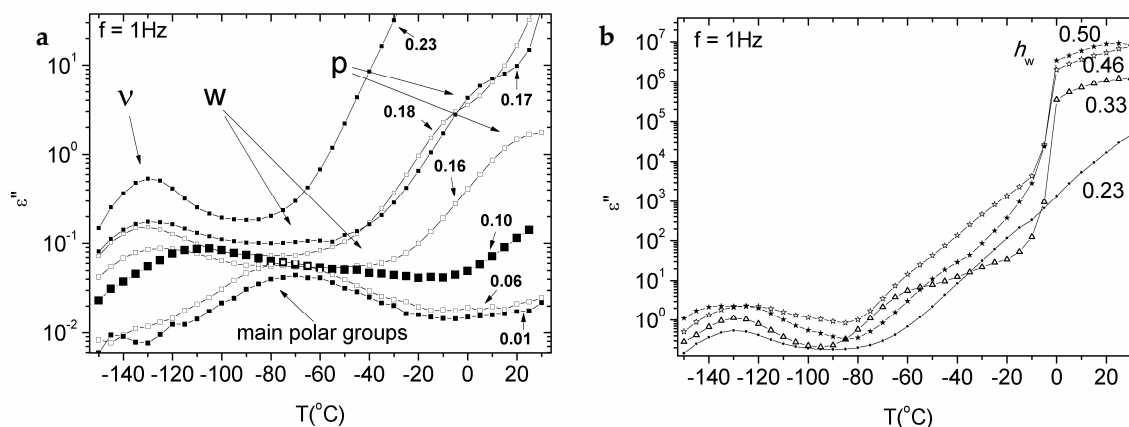 a
f = 1Hz
ν
w
p
0.23
0.18
0.17
0.16
0.10
0.06
0.01
main polar groups
10¹
10⁰
10⁻¹
10⁻²
ε''
-140 -120 -100 -80 -60 -40 -20 0 20
T(°C)
b
f = 1Hz
h_w
0.50
0.46
0.33
0.23
10⁷
10⁶
10⁵
10⁴
10³
10²
10¹
10⁰
ε''
-140 -120 -100 -80 -60 -40 -20 0 20
T(°C)